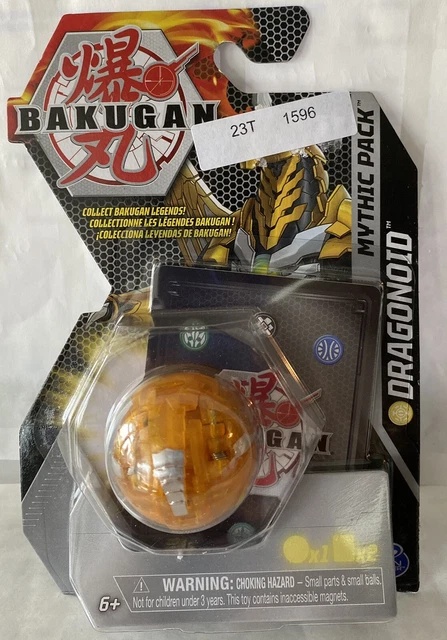 爆
BAKUGAN
丸
23T 1596
COLLECT BAKUGAN LEGENDS!
COLLECTIONNE LES LÉGENDES BAKUGAN !
¡COLECCIONA LEYENDAS DE BAKUGAN!
MYTHIC PACK™
DRAGONOID™
爆
BAKUGAN
丸
x1 x2
6+
WARNING: CHOKING HAZARD – Small parts & small balls.
Not for children under 3 years. This toy contains inaccessible magnets.